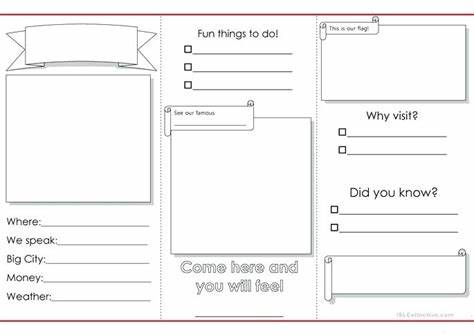 Where:
We speak:
Big City:
Money:
Weather:
Fun things to do!
See our famous
Come here and
you will feel
This is our flag!
Why visit?
Did you know?